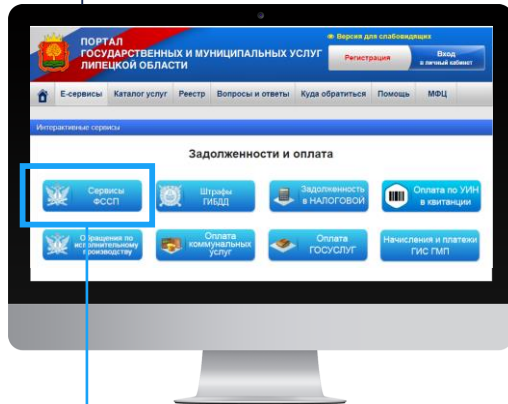 Версия для слабовидящих
ПОРТАЛ
ГОСУДАРСТВЕННЫХ И МУНИЦИПАЛЬНЫХ УСЛУГ
ЛИПЕЦКОЙ ОБЛАСТИ
Регистрация
Вход
в личный кабинет
Е-сервисы Каталог услуг Реестр Вопросы и ответы Куда обратиться Помощь МФЦ
Интерактивные сервисы
Задолженности и оплата
Сервисы
ФССП
Штрафы
ГИБДД
Задолженность
в НАЛОГОВОЙ
Оплата по УИН
в квитанции
Обращения по
исполнительному
производству
Оплата
коммунальных
услуг
Оплата
ГОСУСЛУГ
Начисления и платежи
ГИС ГМП